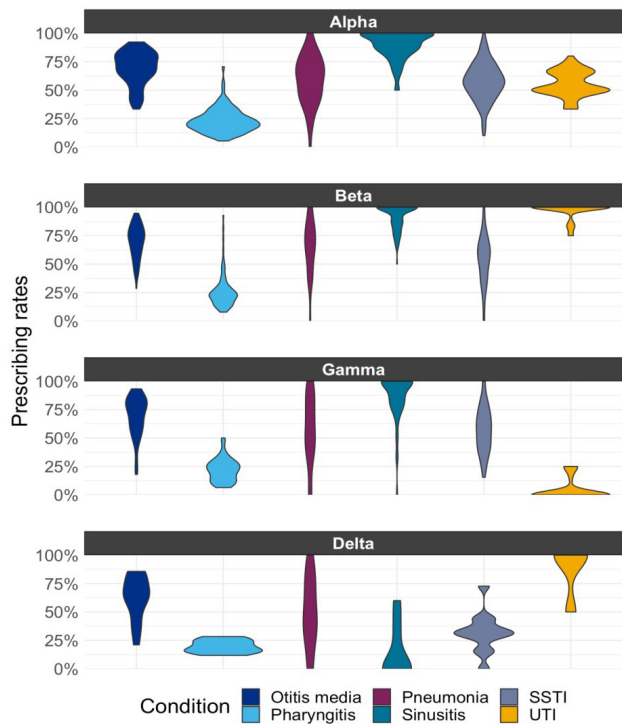 Alpha
100%
75%
50%
25%
0%
Beta
100%
75%
50%
25%
0%
Prescribing rates
Gamma
100%
75%
50%
25%
0%
Delta
100%
75%
50%
25%
0%
Condition
Otitis media
Pneumonia
SSTI
Pharyngitis
Sinusitis
UTI